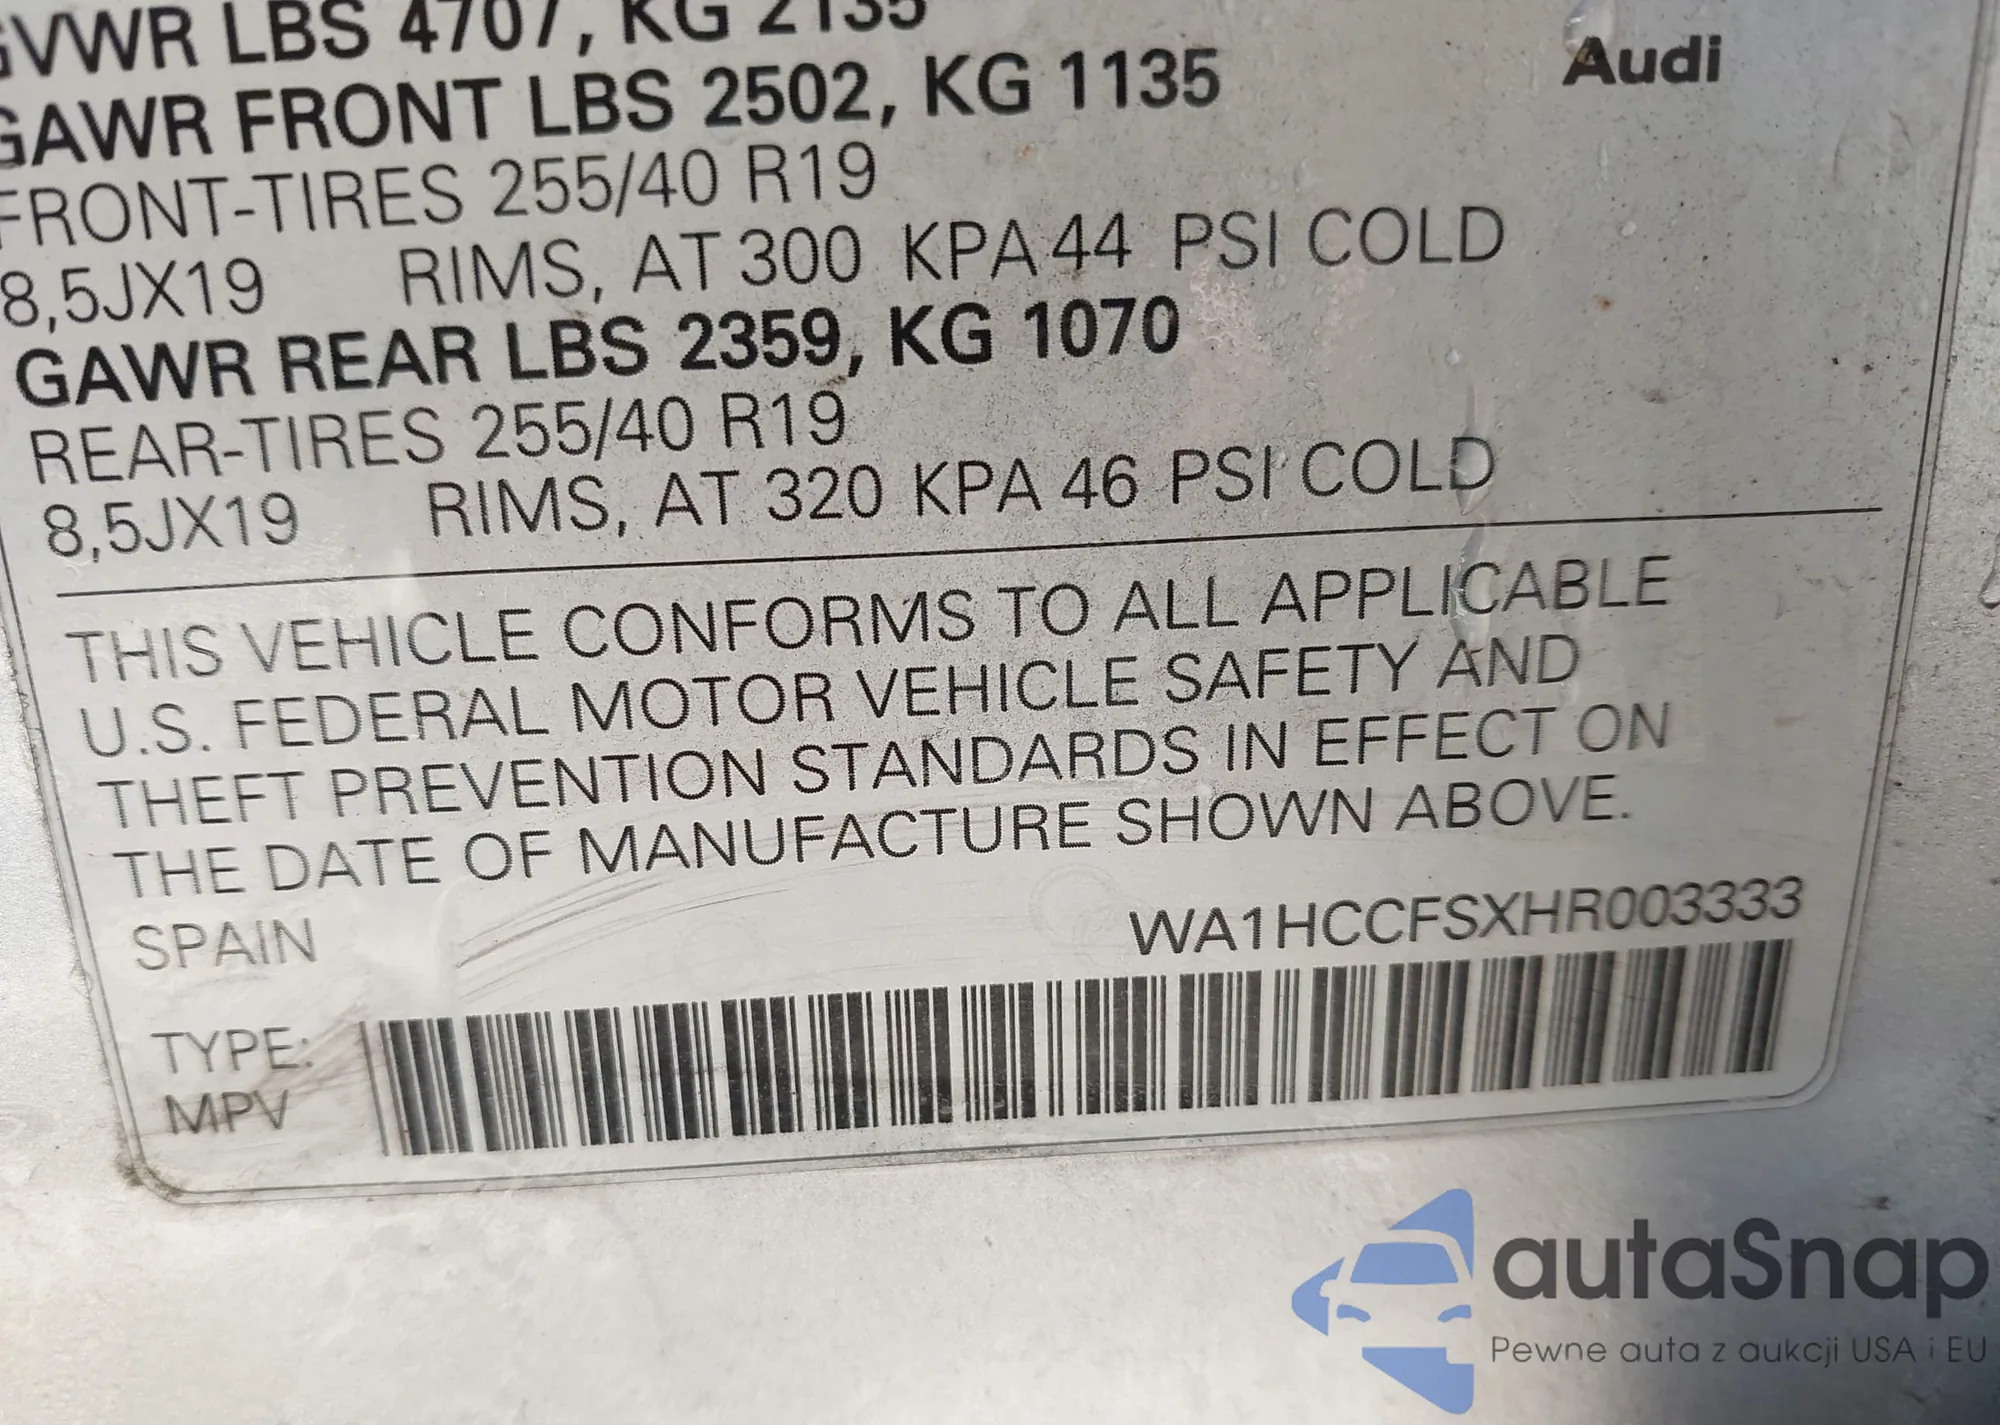 GVWR LBS 4707, KG 2135
Audi
GAWR FRONT LBS 2502, KG 1135
FRONT-TIRES 255/40 R19
8,5JX19 RIMS, AT 300 KPA 44 PSI COLD
GAWR REAR LBS 2359, KG 1070
REAR-TIRES 255/40 R19
8,5JX19 RIMS, AT 320 KPA 46 PSI COLD
THIS VEHICLE CONFORMS TO ALL APPLICABLE
U.S. FEDERAL MOTOR VEHICLE SAFETY AND
THEFT PREVENTION STANDARDS IN EFFECT ON
THE DATE OF MANUFACTURE SHOWN ABOVE.
SPAIN
WA1HCCFSXHR003333
TYPE:
MPV
autaSnap
Pewne auta z aukcji USA i EU